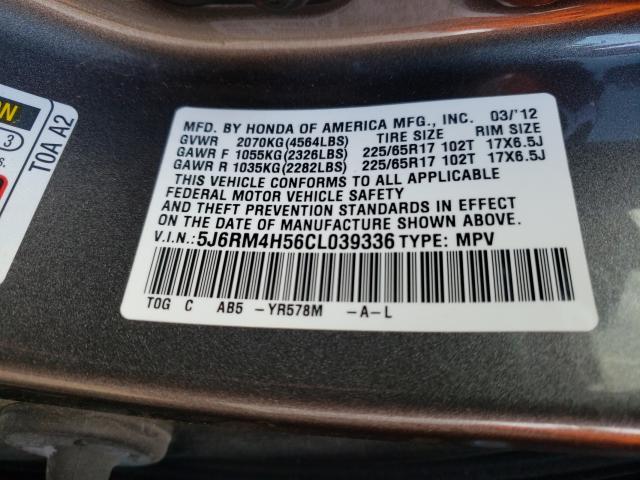 MFD. BY HONDA OF AMERICA MFG., INC. 03/'12
GVWR 2070KG(4564LBS) TIRE SIZE RIM SIZE
GAWR F 1055KG(2326LBS) 225/65R17 102T 17X6.5J
GAWR R 1035KG(2282LBS) 225/65R17 102T 17X6.5J
THIS VEHICLE CONFORMS TO ALL APPLICABLE
FEDERAL MOTOR VEHICLE SAFETY
AND THEFT PREVENTION STANDARDS IN EFFECT
ON THE DATE OF MANUFACTURE SHOWN ABOVE.
V.I.N.:5J6RM4H56CL039336 TYPE: MPV
TOG C AB5 -YR578M -A-L
TOA A2
3